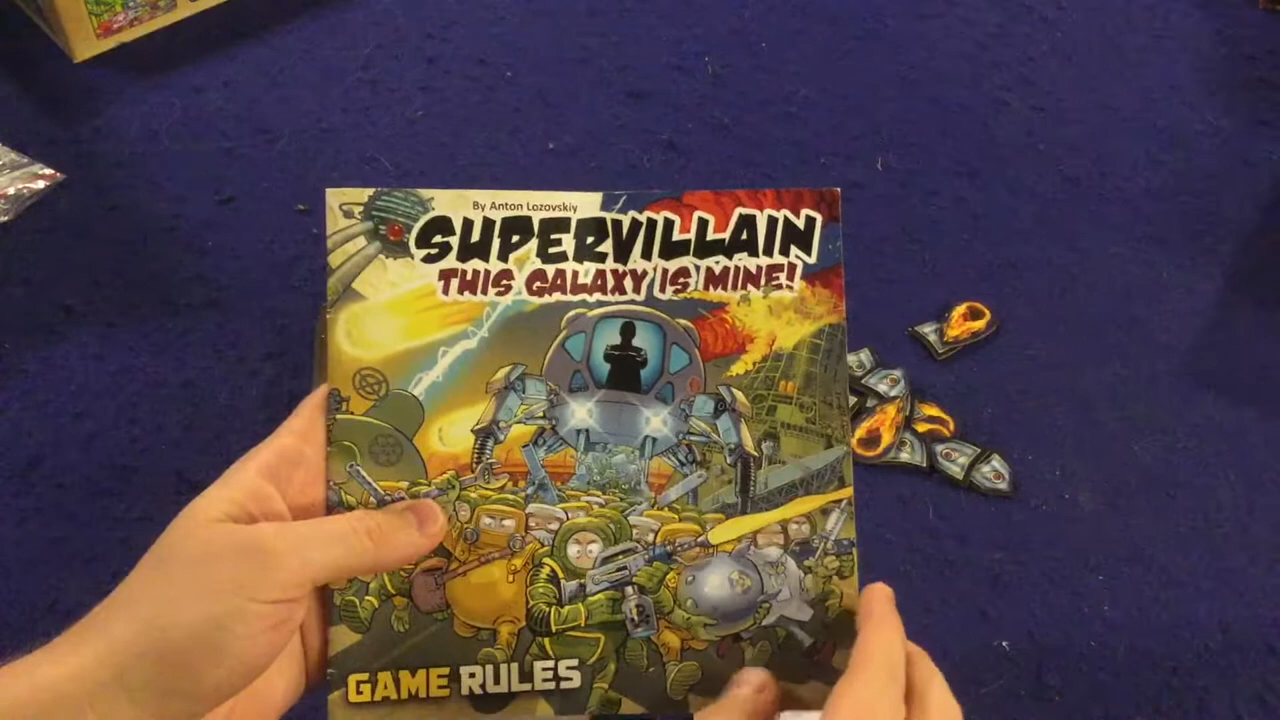 By Anton Lozovskiy
SUPERVILLAIN
THIS GALAXY IS MINE!
GAME RULES